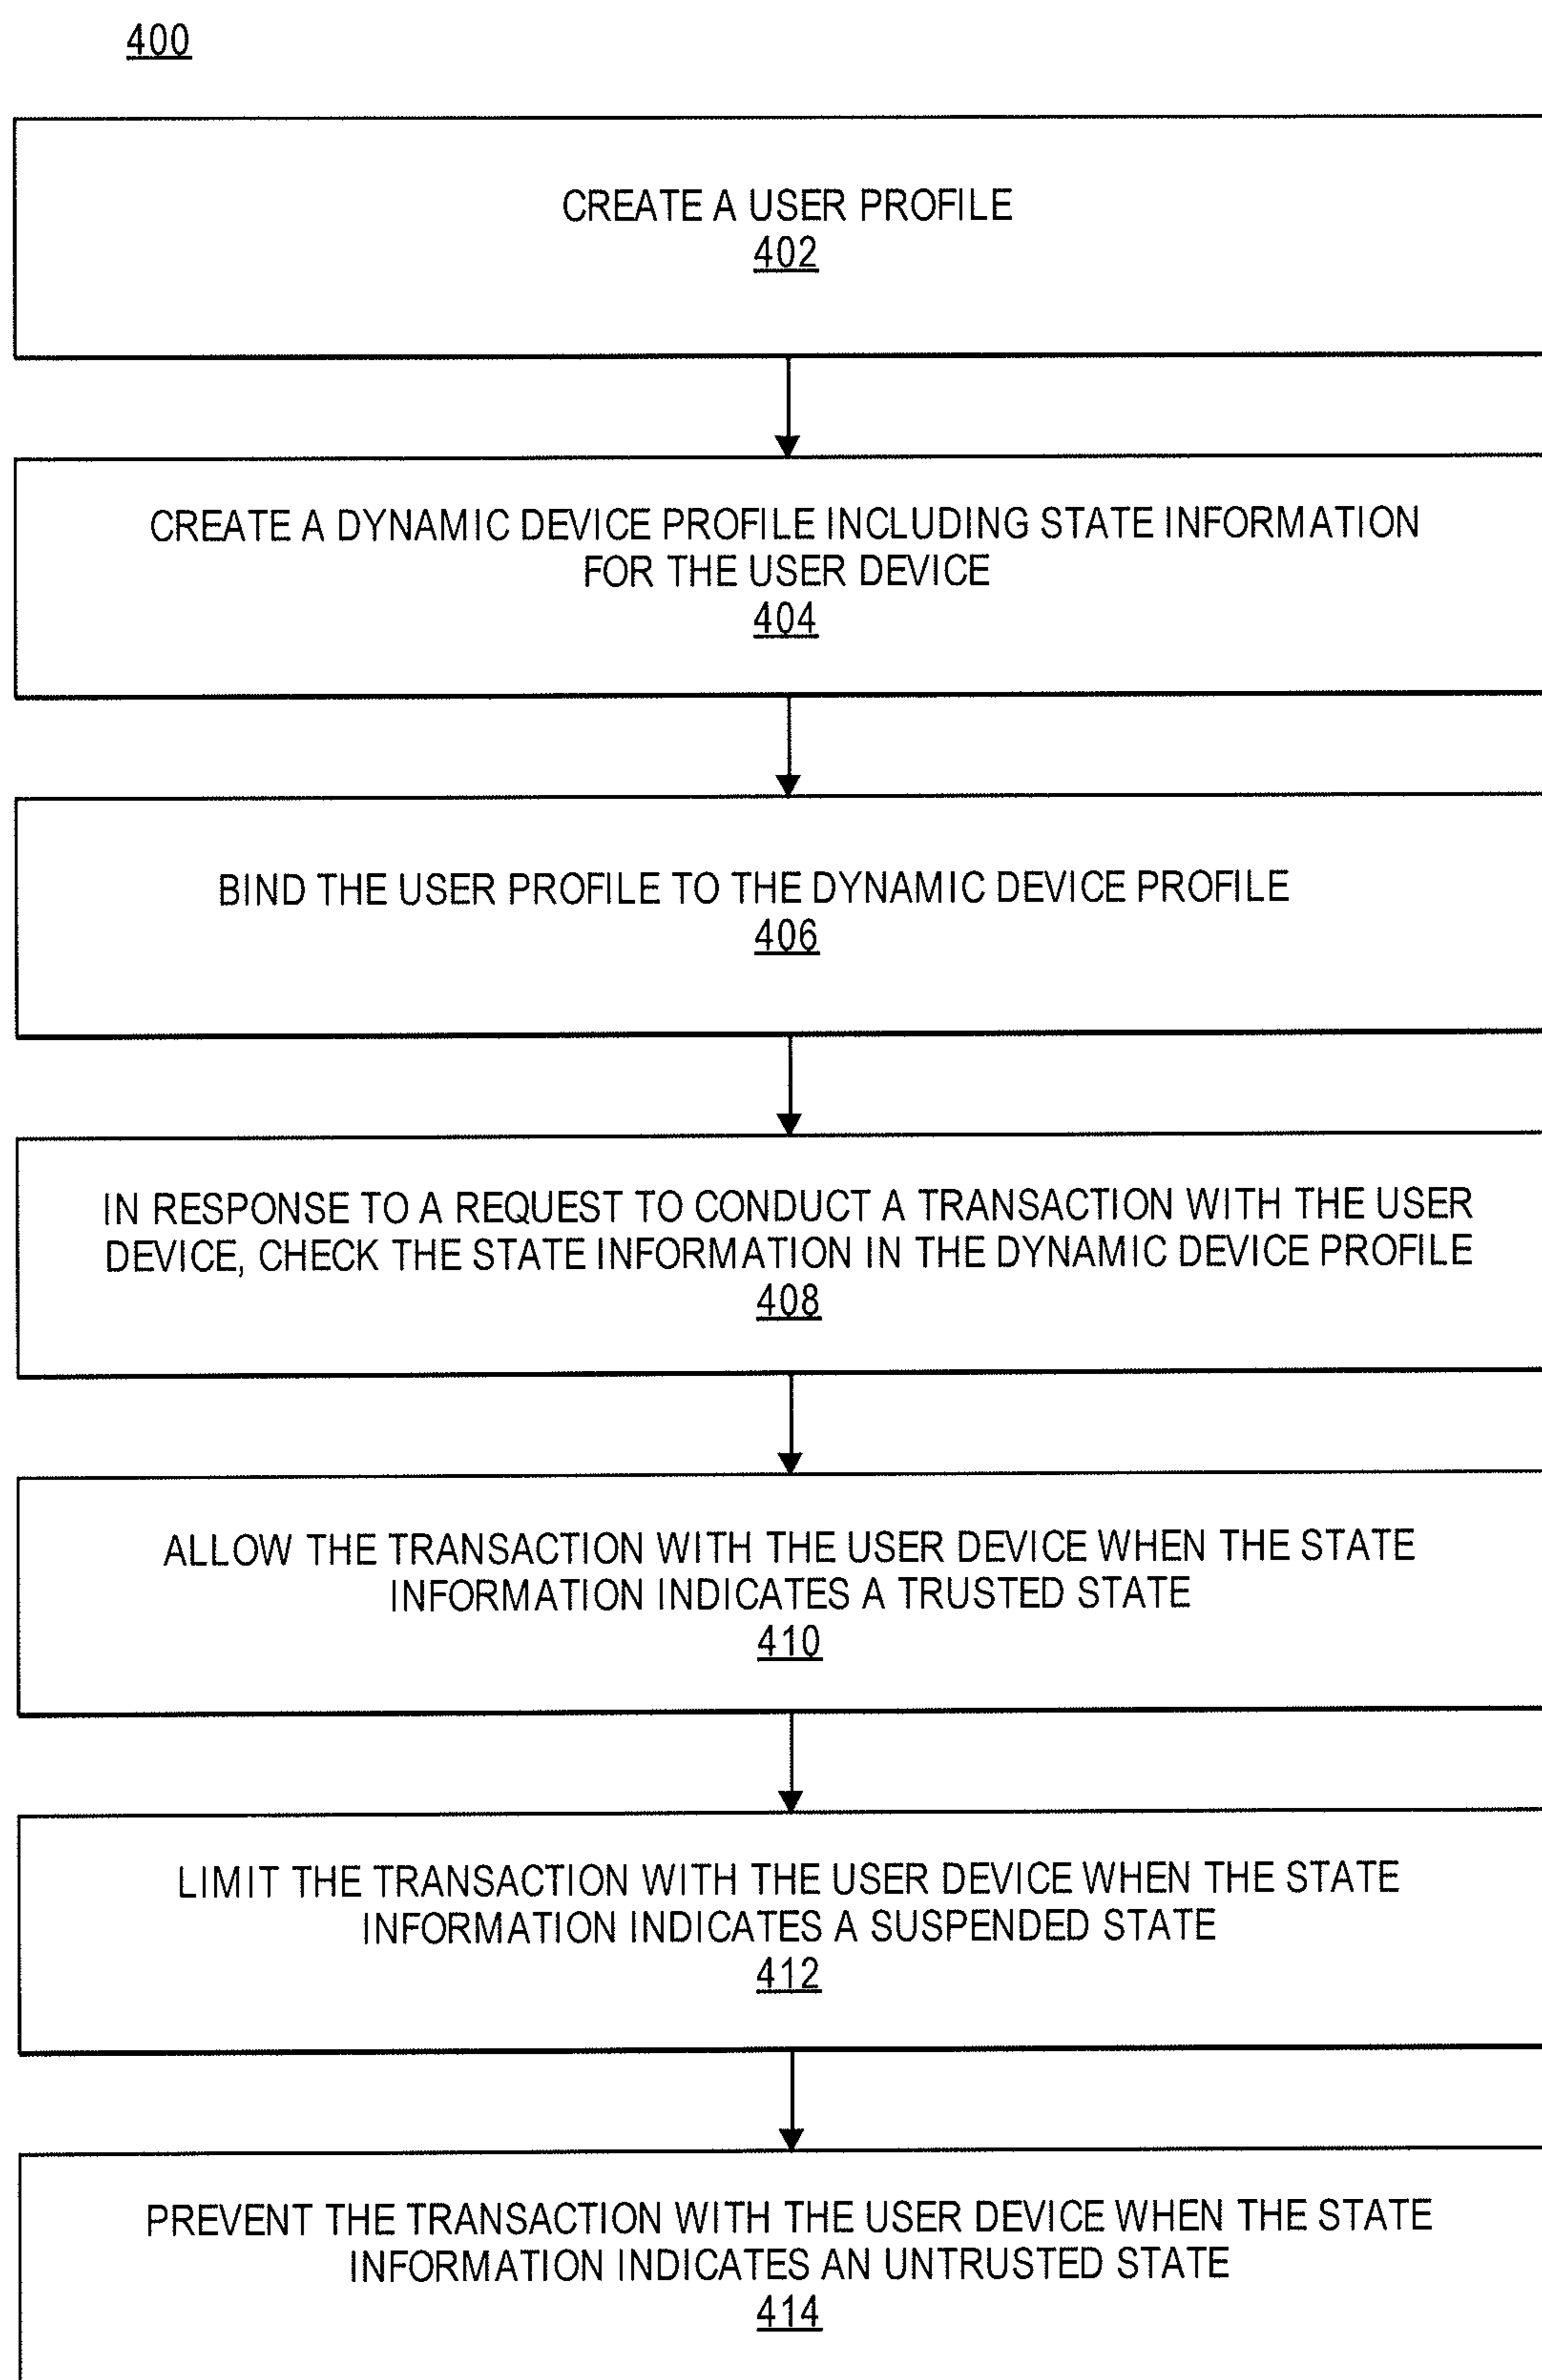 400
CREATE A USER PROFILE
402
CREATE A DYNAMIC DEVICE PROFILE INCLUDING STATE INFORMATION
FOR THE USER DEVICE
404
BIND THE USER PROFILE TO THE DYNAMIC DEVICE PROFILE
406
IN RESPONSE TO A REQUEST TO CONDUCT A TRANSACTION WITH THE USER
DEVICE, CHECK THE STATE INFORMATION IN THE DYNAMIC DEVICE PROFILE
408
ALLOW THE TRANSACTION WITH THE USER DEVICE WHEN THE STATE
INFORMATION INDICATES A TRUSTED STATE
410
LIMIT THE TRANSACTION WITH THE USER DEVICE WHEN THE STATE
INFORMATION INDICATES A SUSPENDED STATE
412
PREVENT THE TRANSACTION WITH THE USER DEVICE WHEN THE STATE
INFORMATION INDICATES AN UNTRUSTED STATE
414